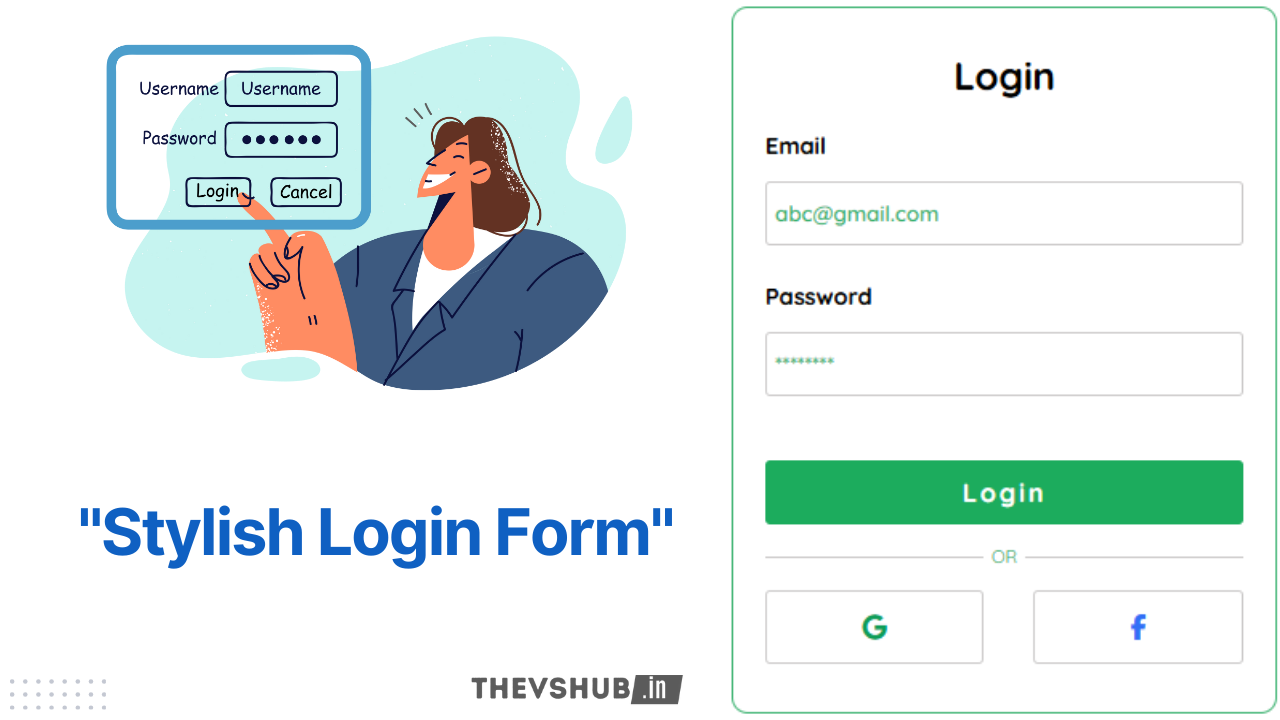 Username Username
Password ●●●●●●
Login Cancel
"Stylish Login Form"
THEVSHUB.in
Login
Email
abc@gmail.com
Password
********
Login
OR
G f